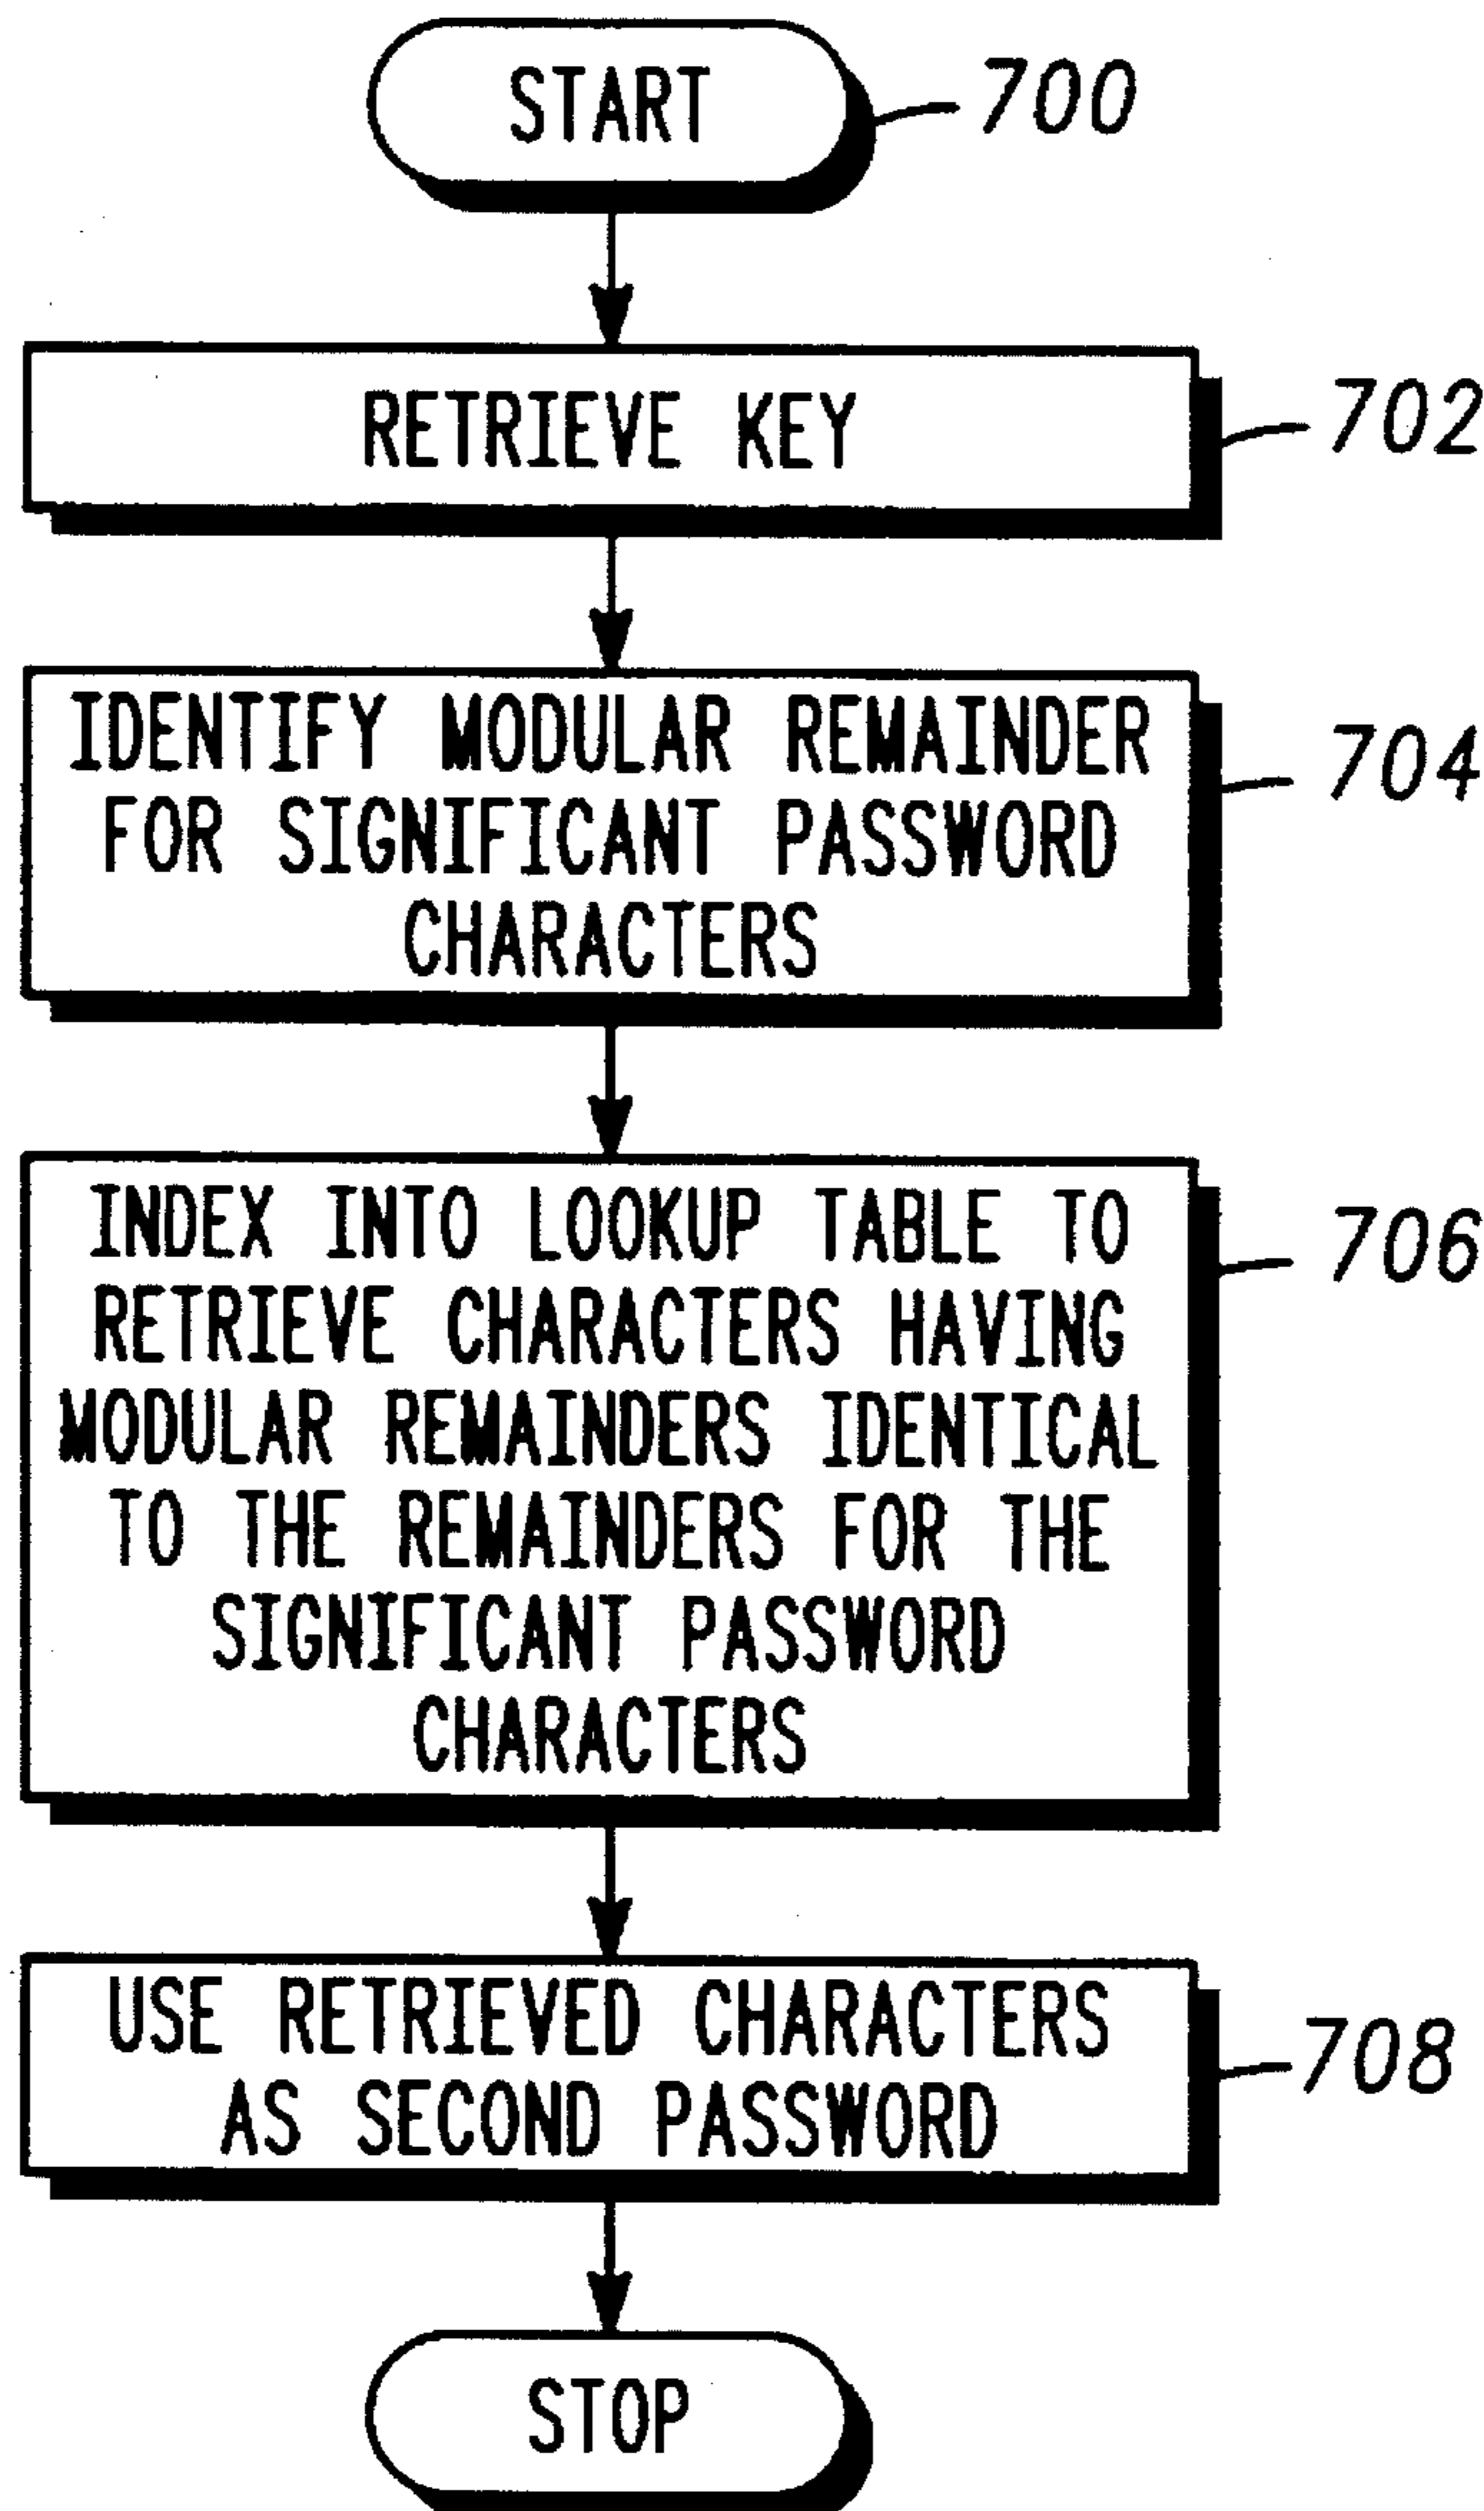 START
700
RETRIEVE KEY
702
IDENTIFY MODULAR REMAINDER
FOR SIGNIFICANT PASSWORD
CHARACTERS
704
INDEX INTO LOOKUP TABLE TO
RETRIEVE CHARACTERS HAVING
MODULAR REMAINDERS IDENTICAL
TO THE REMAINDERS FOR THE
SIGNIFICANT PASSWORD
CHARACTERS
706
USE RETRIEVED CHARACTERS
AS SECOND PASSWORD
708
STOP